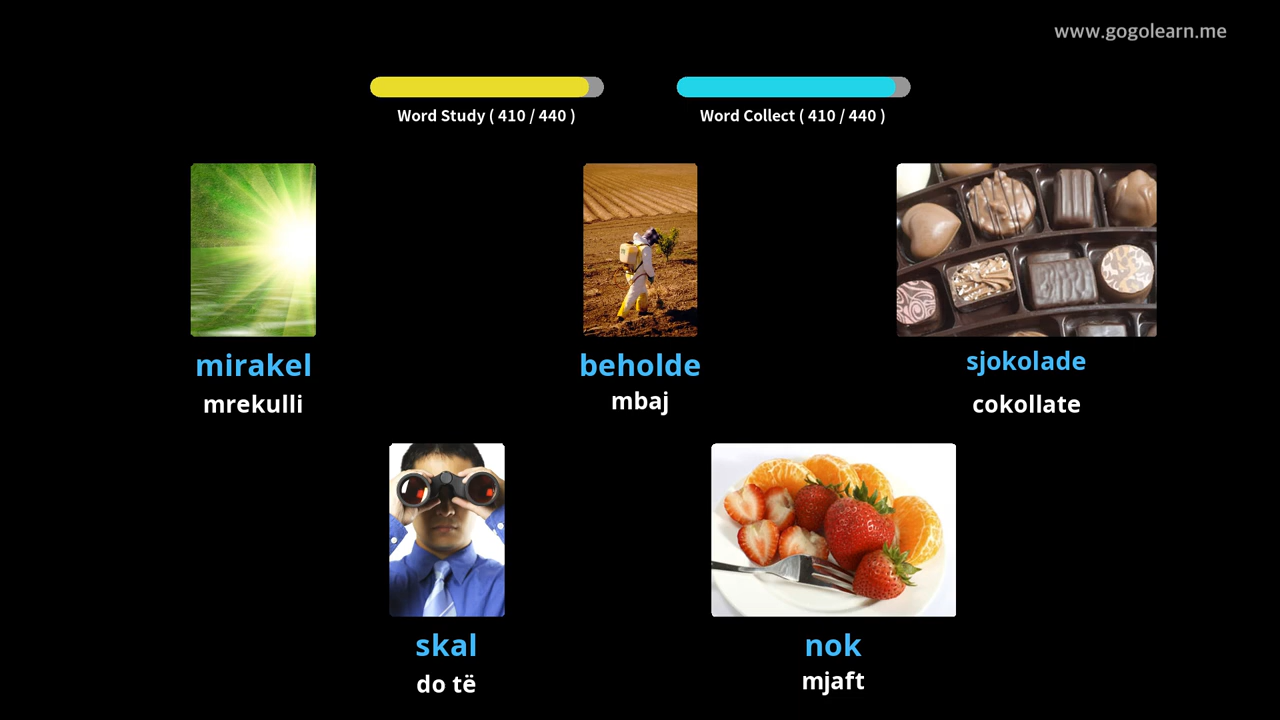 www.gogolearn.me
Word Study ( 410 / 440 )
Word Collect ( 410 / 440 )
mirakel
mrekulli
beholde
mbaj
sjokolade
cokollate
skal
do të
nok
mjaft